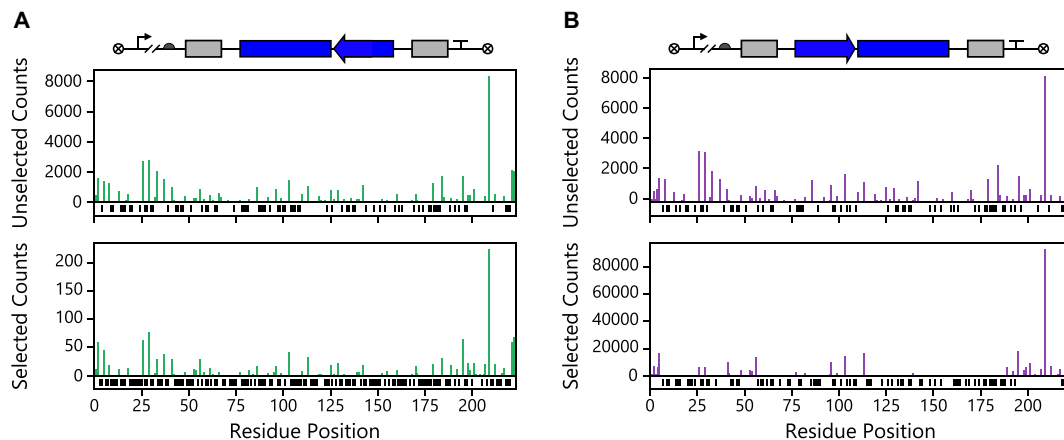 A
B
Unselected Counts
8000
6000
4000
2000
0
Unselected Counts
8000
6000
4000
2000
0
Selected Counts
200
150
100
50
0
0 25 50 75 100 125 150 175 200
Residue Position
Selected Counts
80000
60000
40000
20000
0
0 25 50 75 100 125 150 175 200
Residue Position